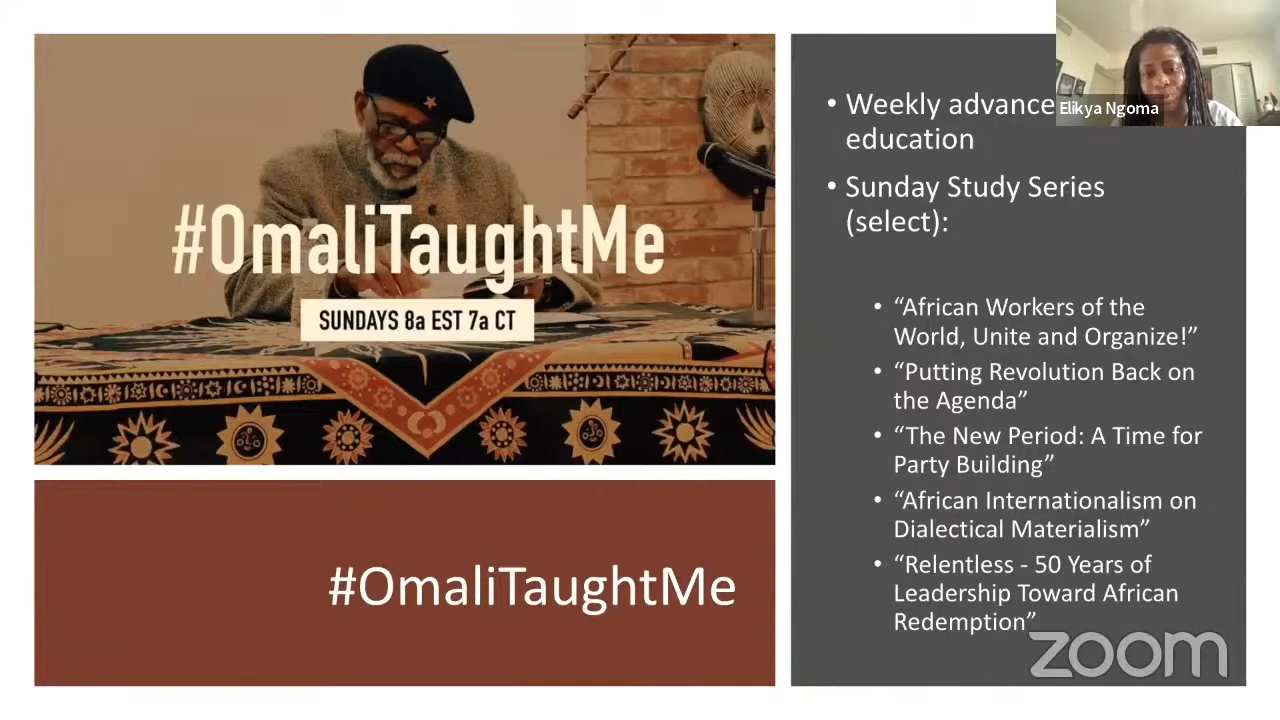 #OmaliTaughtMe
SUNDAYS 8a EST 7a CT
#OmaliTaughtMe
• Weekly advance
education
• Sunday Study Series
(select):
• “African Workers of the
World, Unite and Organize!”
• “Putting Revolution Back on
the Agenda”
• “The New Period: A Time for
Party Building”
• “African Internationalism on
Dialectical Materialism”
• “Relentless - 50 Years of
Leadership Toward African
Redemption”
Elikya Ngoma
zoom